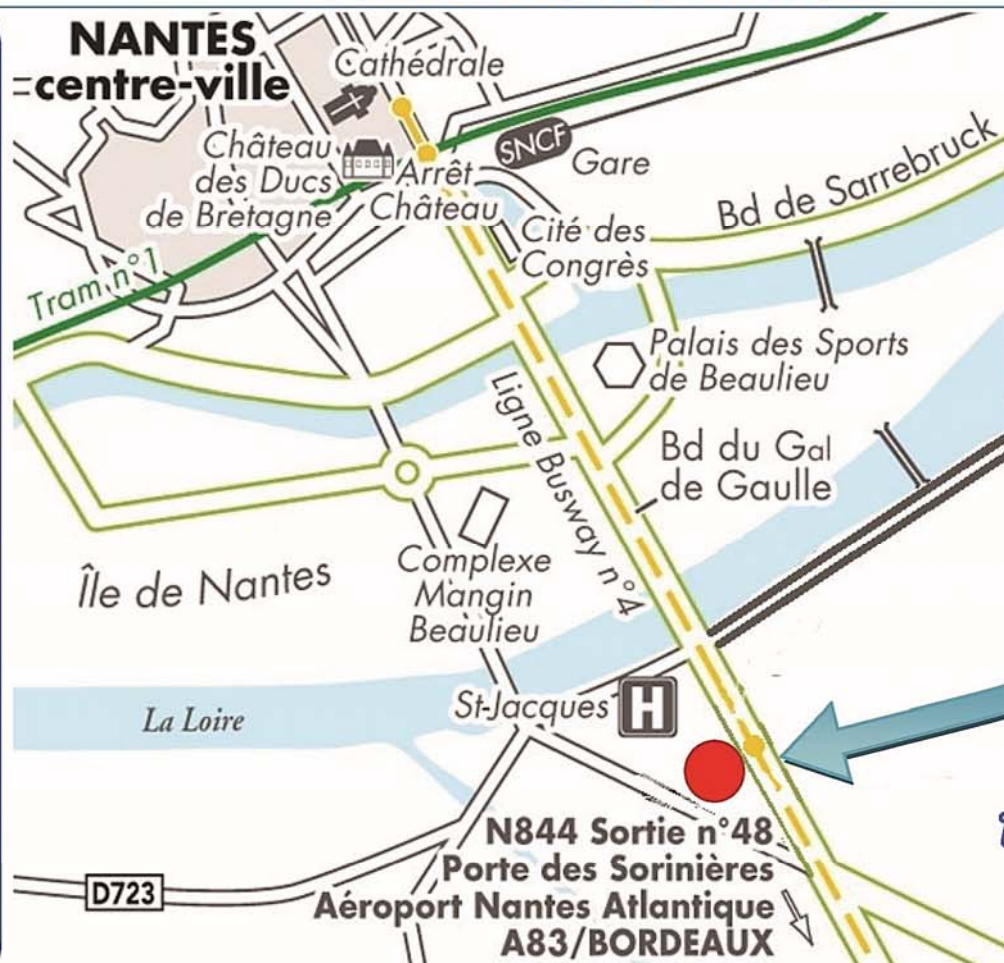 NANTES
centre-ville
Cathédrale
Château
des Ducs
de Bretagne
Arrêt
Château
SNCF
Gare
Bd de Sarrebruck
Cité des
Congrès
Tram n°1
Palais des Sports
de Beaulieu
Ligne Busway n°4
Bd du Gal
de Gaulle
Île de Nantes
Complexe
Mangin
Beaulieu
La Loire
St-Jacques
H
N844 Sortie n°48
Porte des Sorinières
Aéroport Nantes Atlantique
A83/BORDEAUX
D723